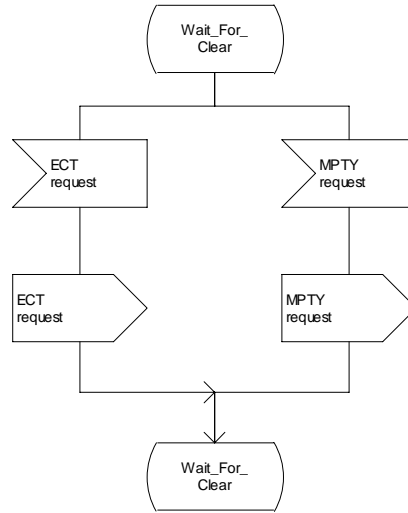 Wait_For_
Clear
ECT
request
MPTY
request
ECT
request
MPTY
request
Wait_For_
Clear